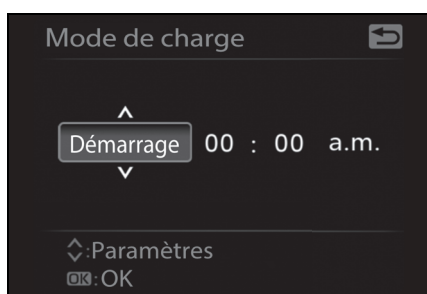 Mode de charge
Démarrage 00 : 00 a.m.
:Paramètres
OK:OK